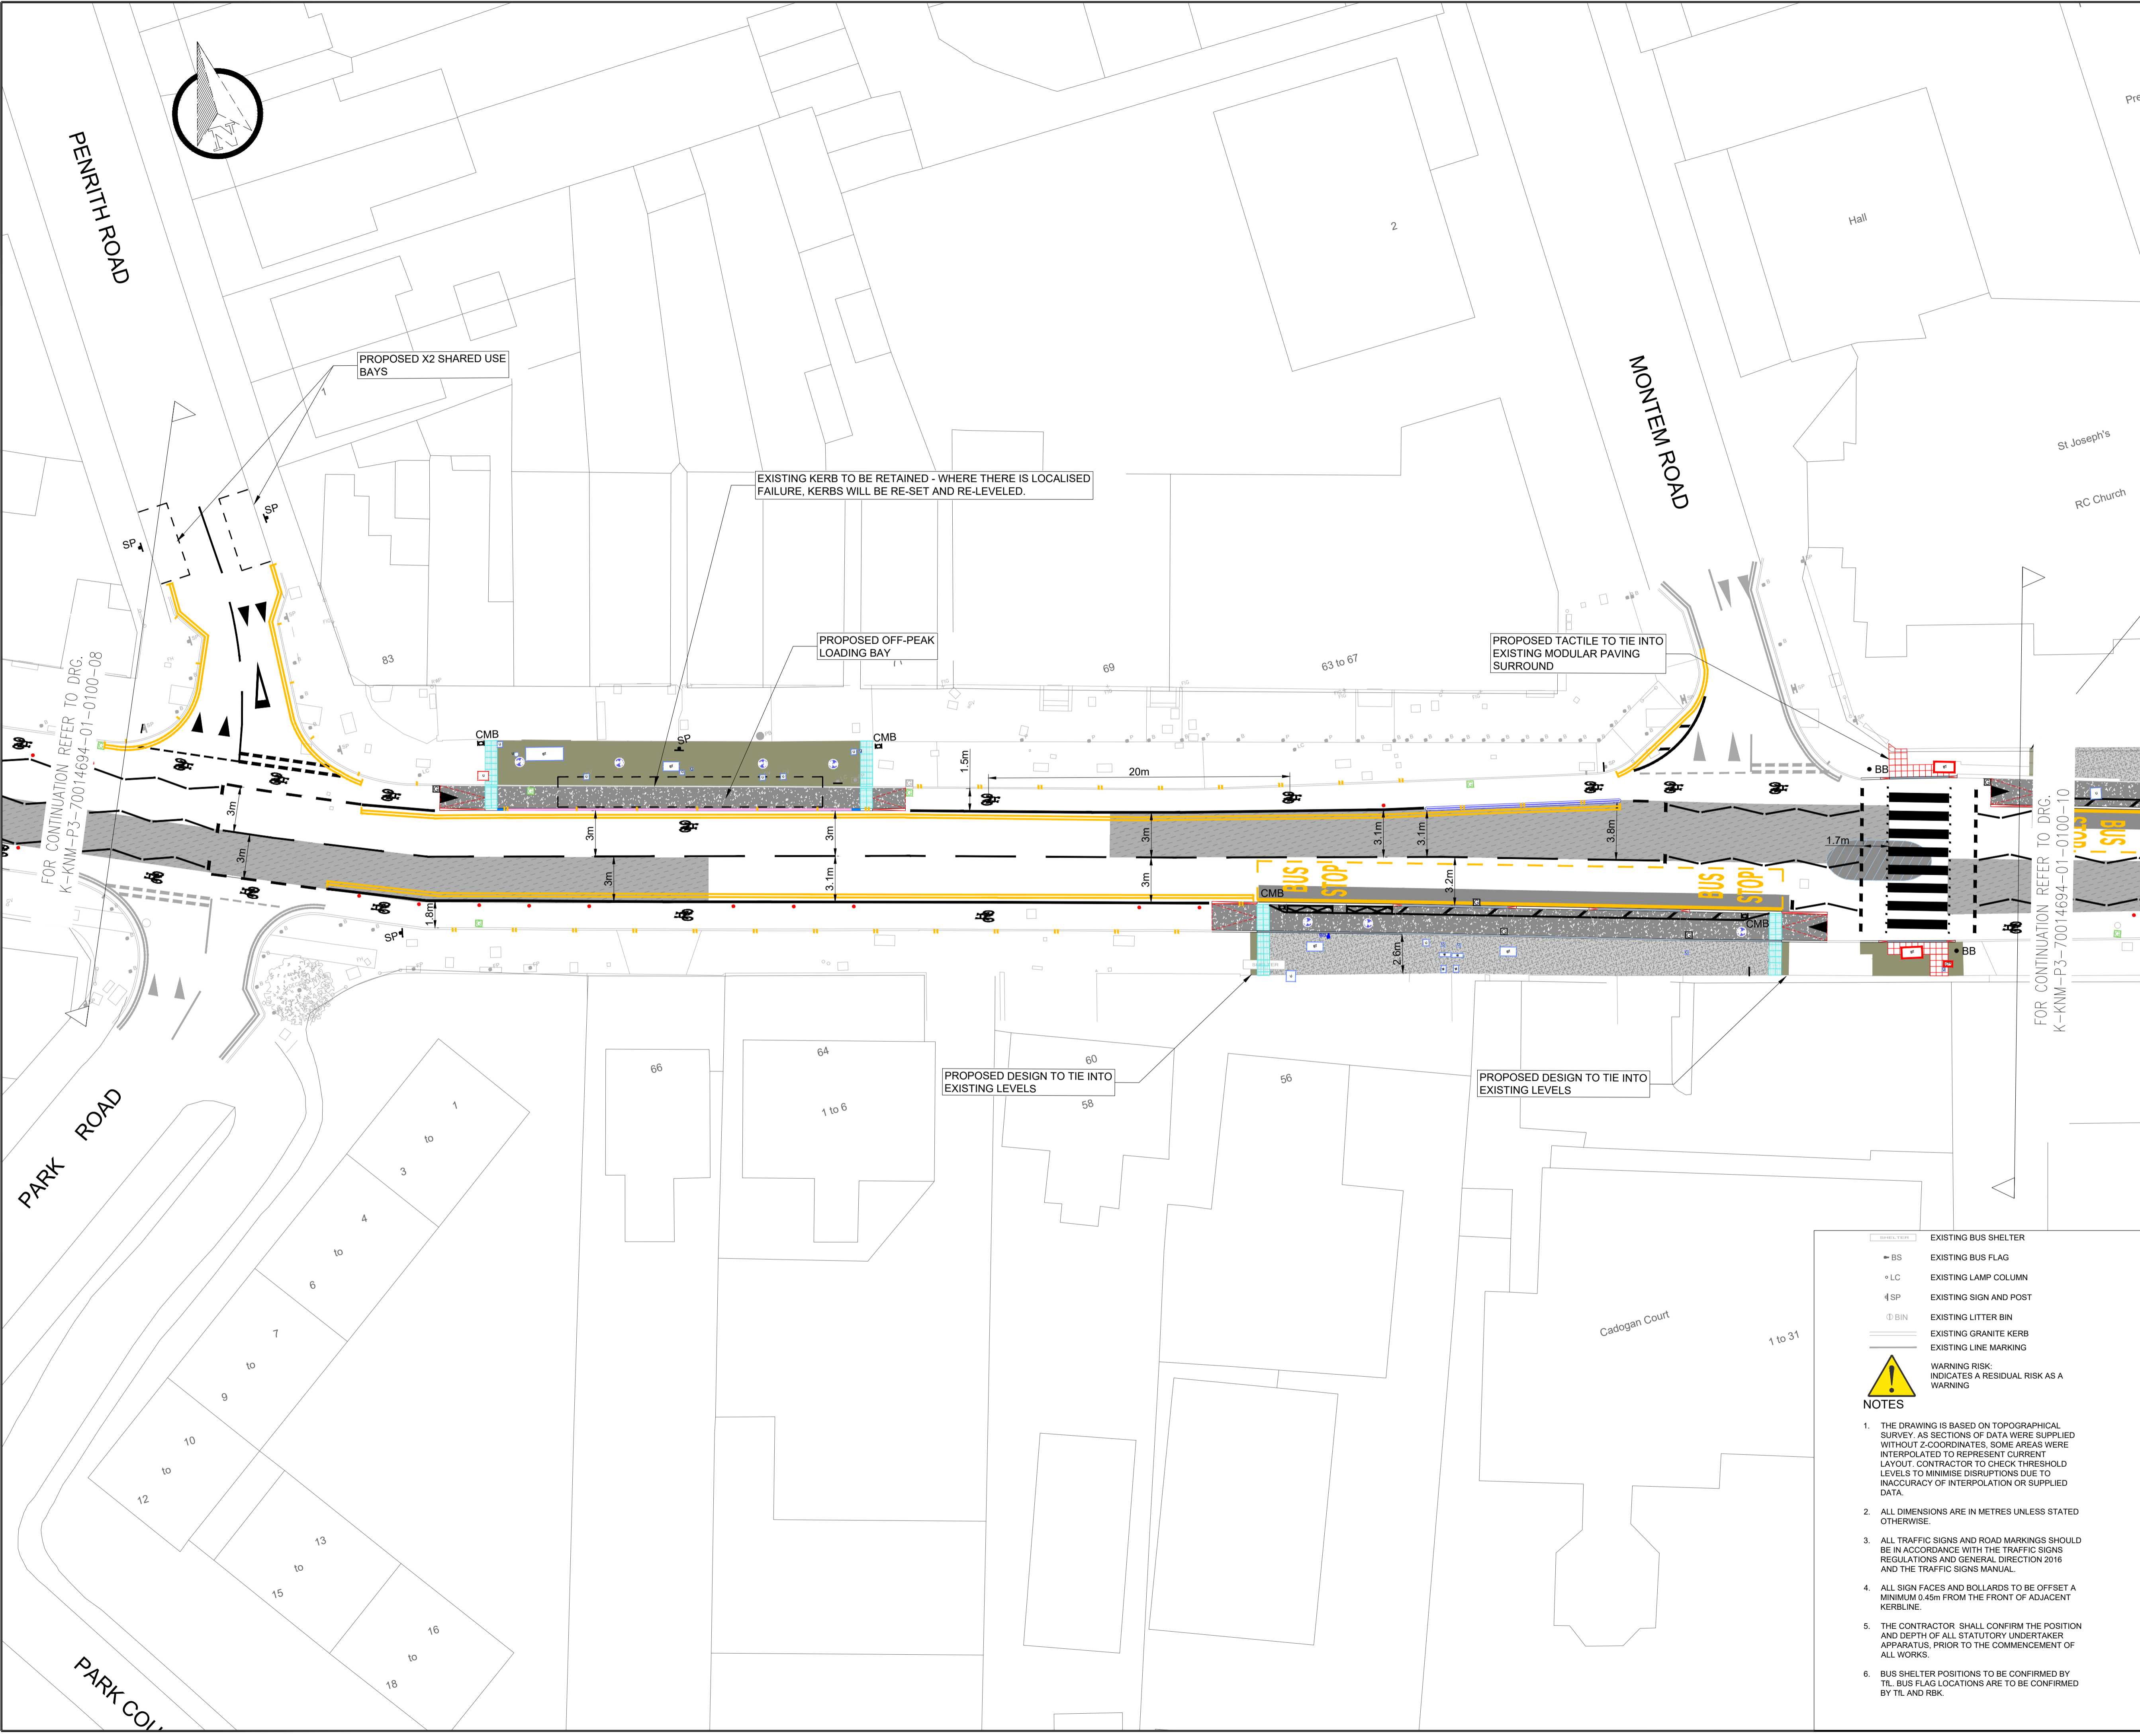 N
PENRITH ROAD
PROPOSED X2 SHARED USE
BAYS
1
2
Hall
MONTEM ROAD
St Joseph's
RC Church
EXISTING KERB TO BE RETAINED - WHERE THERE IS LOCALISED
FAILURE, KERBS WILL BE RE-SET AND RE-LEVELED.
SP
SP
PROPOSED OFF-PEAK
LOADING BAY
PROPOSED TACTILE TO TIE INTO
EXISTING MODULAR PAVING
SURROUND
83
69
63 to 67
FOR CONTINUATION REFER TO DRG.
K-KNM-P3-70014694-01-0100-08
CMB
SP
CMB
1.5m
20m
BB
3m
3m
3m
3m
3m
3.1m
3m
3m
3.1m
3.1m
3.8m
3.2m
1.7m
1.8m
SP
BUS
STOP
BUS
STOP
CMB
CMB
2.6m
SHELTER
BB
BUS
FOR CONTINUATION REFER TO DRG.
K-KNM-P3-70014694-01-0100-10
PROPOSED DESIGN TO TIE INTO
EXISTING LEVELS
PROPOSED DESIGN TO TIE INTO
EXISTING LEVELS
66
64
1 to 6
60
58
56
PARK ROAD
1
to
3
4
to
6
7
to
9
10
to
12
13
to
15
16
to
18
Cadogan Court
1 to 31
SHELTER EXISTING BUS SHELTER
BS EXISTING BUS FLAG
LC EXISTING LAMP COLUMN
SP EXISTING SIGN AND POST
BIN EXISTING LITTER BIN
EXISTING GRANITE KERB
EXISTING LINE MARKING
WARNING RISK:
INDICATES A RESIDUAL RISK AS A
WARNING
NOTES
1. THE DRAWING IS BASED ON TOPOGRAPHICAL
SURVEY. AS SECTIONS OF DATA WERE SUPPLIED
WITHOUT Z-COORDINATES, SOME AREAS WERE
INTERPOLATED TO REPRESENT CURRENT
LAYOUT. CONTRACTOR TO CHECK THRESHOLD
LEVELS TO MINIMISE DISRUPTIONS DUE TO
INACCURACY OF INTERPOLATION OR SUPPLIED
DATA.
2. ALL DIMENSIONS ARE IN METRES UNLESS STATED
OTHERWISE.
3. ALL TRAFFIC SIGNS AND ROAD MARKINGS SHOULD
BE IN ACCORDANCE WITH THE TRAFFIC SIGNS
REGULATIONS AND GENERAL DIRECTION 2016
AND THE TRAFFIC SIGNS MANUAL.
4. ALL SIGN FACES AND BOLLARDS TO BE OFFSET A
MINIMUM 0.45m FROM THE FRONT OF ADJACENT
KERBLINE.
5. THE CONTRACTOR SHALL CONFIRM THE POSITION
AND DEPTH OF ALL STATUTORY UNDERTAKER
APPARATUS, PRIOR TO THE COMMENCEMENT OF
ALL WORKS.
6. BUS SHELTER POSITIONS TO BE CONFIRMED BY
TfL. BUS FLAG LOCATIONS ARE TO BE CONFIRMED
BY TfL AND RBK.
PARK COU